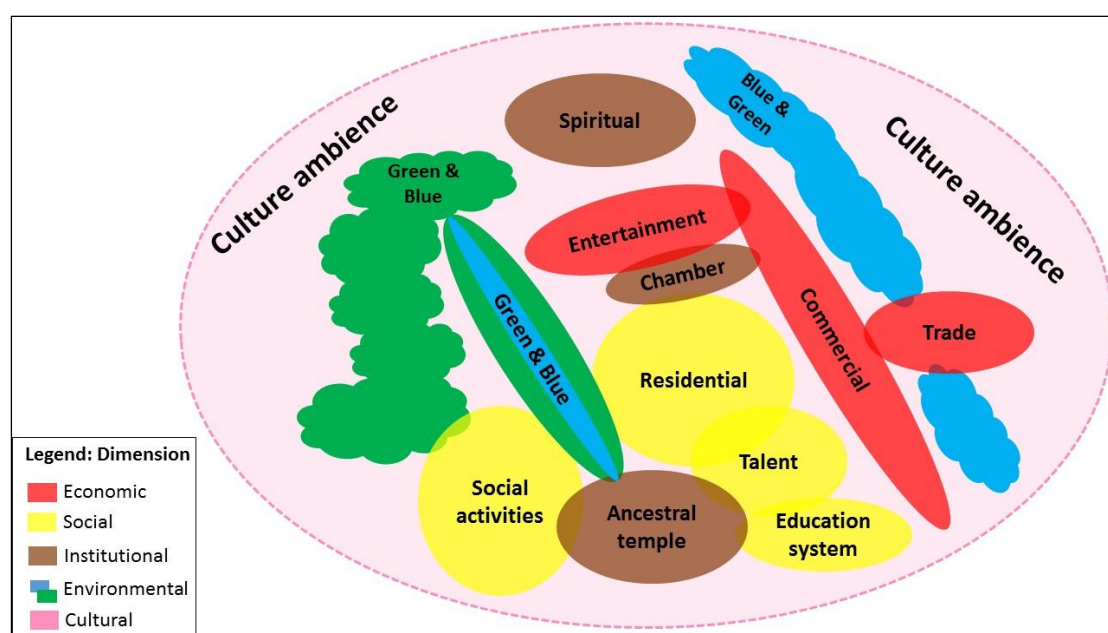 Culture ambience
Spiritual
Blue &
Green
Culture ambience
Green &
Blue
Entertainment
Chamber
Green & Blue
Commercial
Trade
Residential
Talent
Social
activities
Ancestral
temple
Education
system
Legend: Dimension
Economic
Social
Institutional
Environmental
Cultural